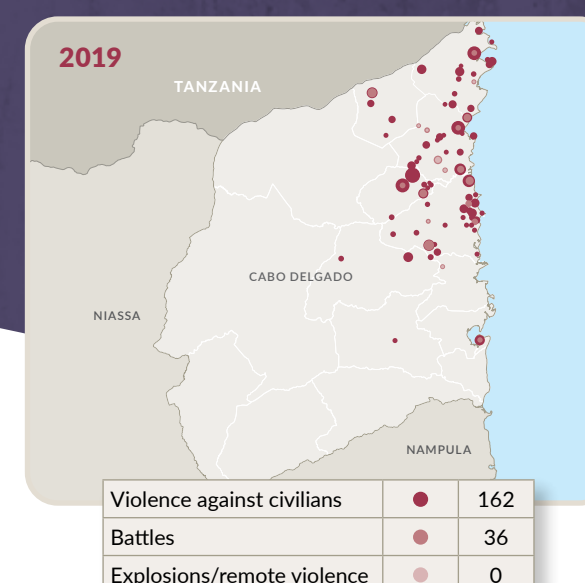 2019
TANZANIA
CABO DELGADO
NIASSA
NAMPULA
Violence against civilians 162
Battles 36
Explosions/remote violence 0